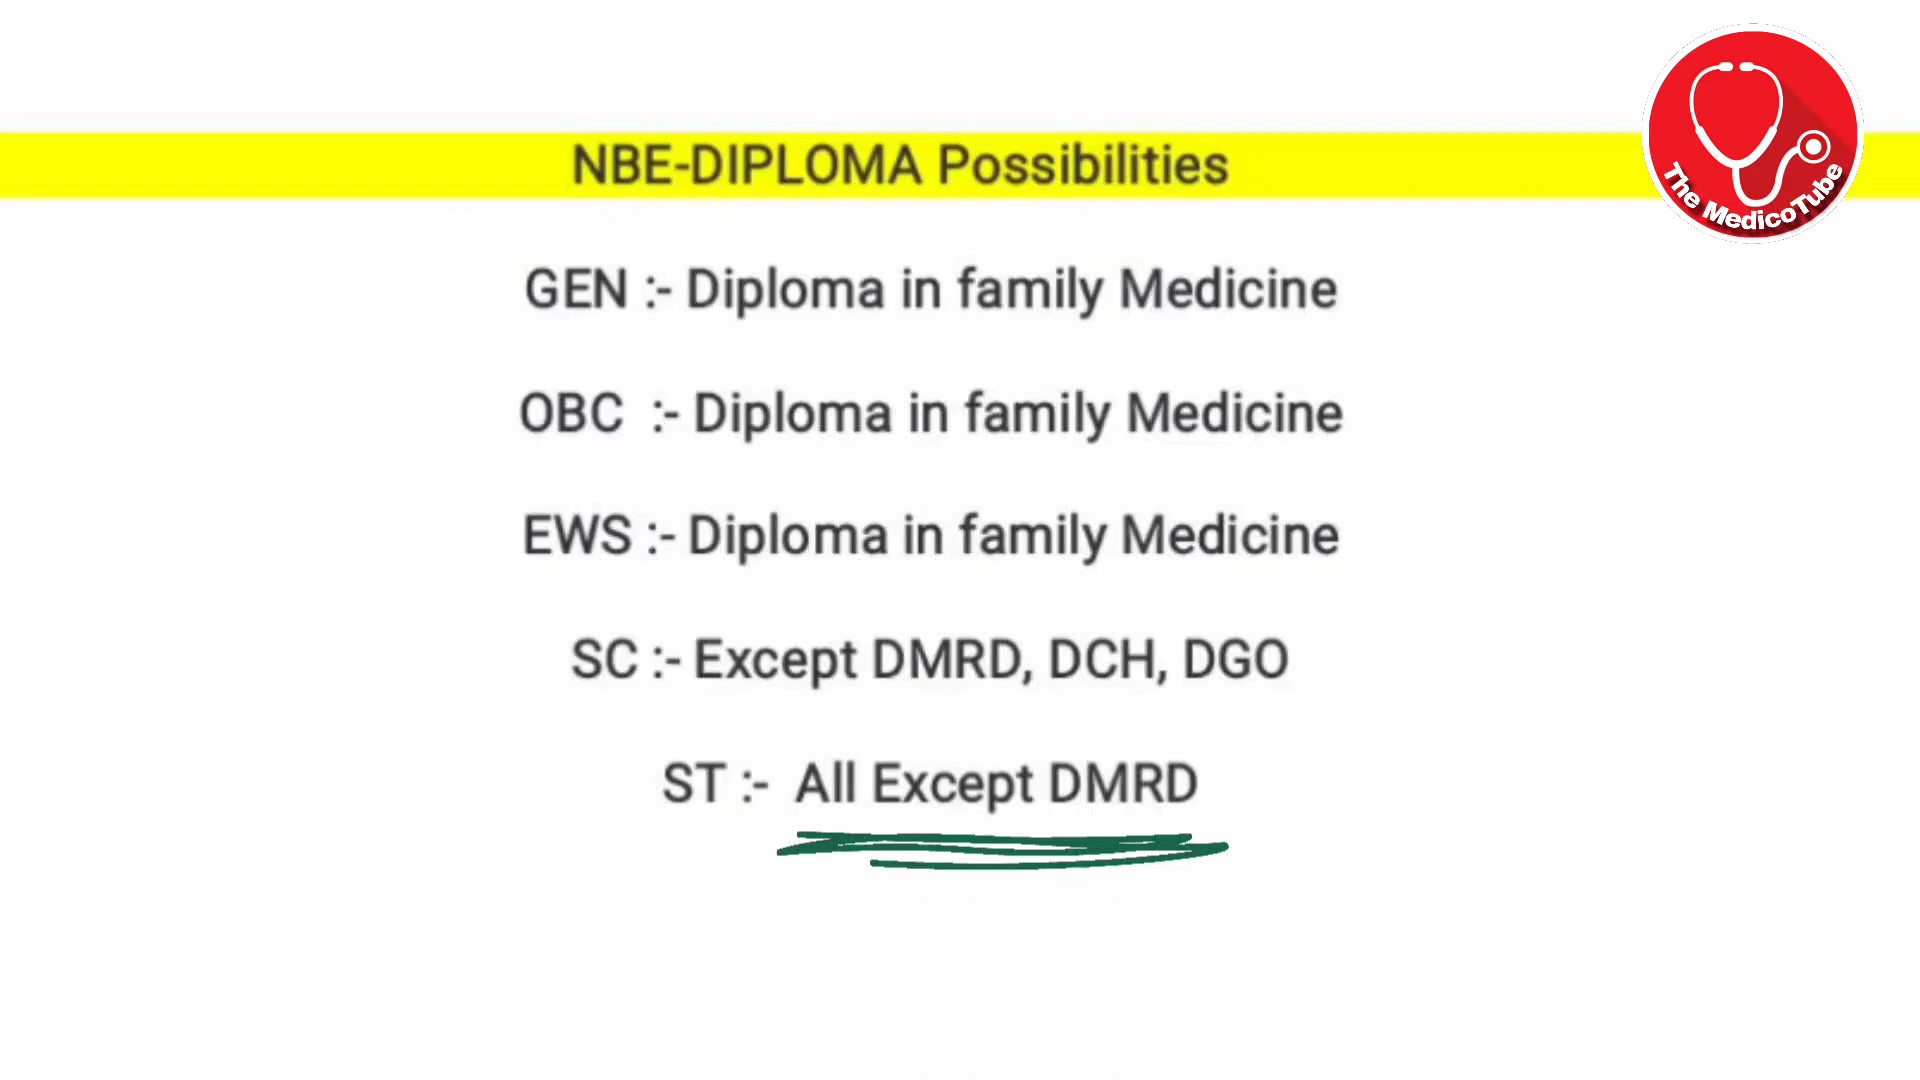 The MedicoTube
NBE-DIPLOMA Possibilities
GEN :- Diploma in family Medicine
OBC :- Diploma in family Medicine
EWS :- Diploma in family Medicine
SC :- Except DMRD, DCH, DGO
ST :- All Except DMRD